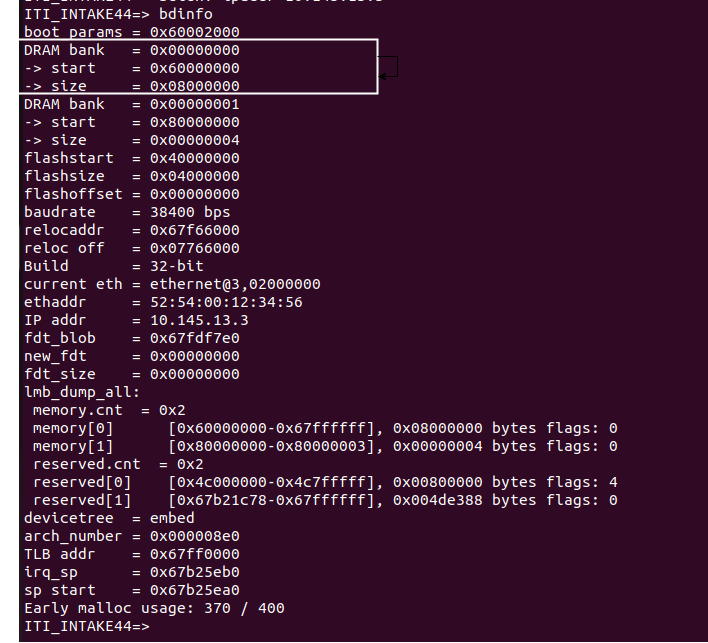 ITI_INTAKE44=> bdinfo
boot_params = 0x60002000
DRAM bank   = 0x00000000
-> start    = 0x60000000
-> size     = 0x08000000
DRAM bank   = 0x00000001
-> start    = 0x80000000
-> size     = 0x00000004
flashstart  = 0x40000000
flashsize   = 0x04000000
flashoffset = 0x00000000
baudrate    = 38400 bps
relocaddr   = 0x67f66000
reloc off   = 0x07766000
Build       = 32-bit
current eth = ethernet@3,02000000
ethaddr     = 52:54:00:12:34:56
IP addr     = 10.145.13.3
fdt_blob    = 0x67fdf7e0
new_fdt     = 0x00000000
fdt_size    = 0x00000000
lmb_dump_all:
 memory.cnt  = 0x2
 memory[0]      [0x60000000-0x67ffffff], 0x08000000 bytes flags: 0
 memory[1]      [0x80000000-0x80000003], 0x00000004 bytes flags: 0
 reserved.cnt  = 0x2
 reserved[0]    [0x4c000000-0x4c7fffff], 0x00800000 bytes flags: 4
 reserved[1]    [0x67b21c78-0x67ffffff], 0x004de388 bytes flags: 0
devicetree  = embed
arch_number = 0x000008e0
TLB addr    = 0x67ff0000
irq_sp      = 0x67b25eb0
sp start    = 0x67b25ea0
Early malloc usage: 370 / 400
ITI_INTAKE44=>